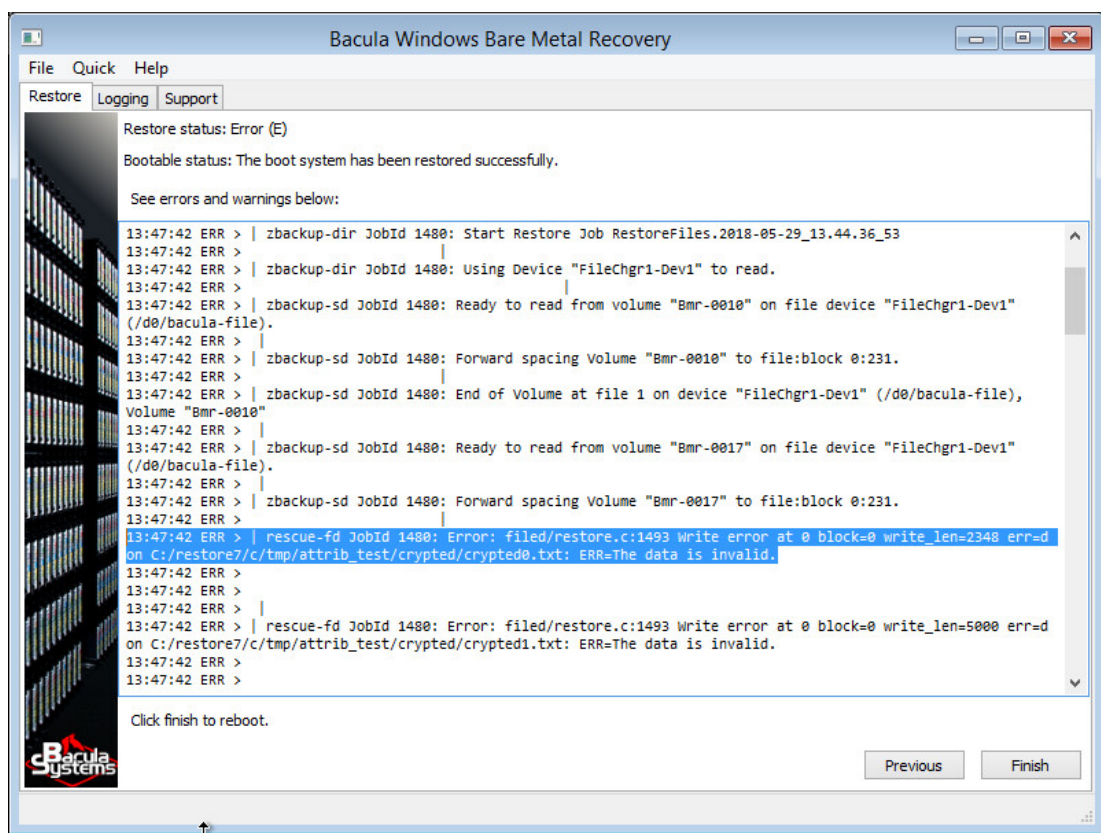 Bacula Windows Bare Metal Recovery
File Quick Help
Restore Logging Support
Restore status: Error (E)
Bootable status: The boot system has been restored successfully.
See errors and warnings below:
13:47:42 ERR > | zbackup-dir JobId 1480: Start Restore Job RestoreFiles.2018-05-29_13.44.36_53
13:47:42 ERR > |
13:47:42 ERR > | zbackup-dir JobId 1480: Using Device "FileChgr1-Dev1" to read.
13:47:42 ERR > |
13:47:42 ERR > | zbackup-sd JobId 1480: Ready to read from volume "Bmr-0010" on file device "FileChgr1-Dev1"
(/d0/bacula-file).
13:47:42 ERR > |
13:47:42 ERR > | zbackup-sd JobId 1480: Forward spacing Volume "Bmr-0010" to file:block 0:231.
13:47:42 ERR > |
13:47:42 ERR > | zbackup-sd JobId 1480: End of Volume at file 1 on device "FileChgr1-Dev1" (/d0/bacula-file),
Volume "Bmr-0010"
13:47:42 ERR > |
13:47:42 ERR > | zbackup-sd JobId 1480: Ready to read from volume "Bmr-0017" on file device "FileChgr1-Dev1"
(/d0/bacula-file).
13:47:42 ERR > |
13:47:42 ERR > | zbackup-sd JobId 1480: Forward spacing Volume "Bmr-0017" to file:block 0:231.
13:47:42 ERR > |
13:47:42 ERR > | rescue-fd JobId 1480: Error: filed/restore.c:1493 Write error at 0 block=0 write_len=2348 err=d
on C:/restore7/c/tmp/attrib_test/crypted/crypted0.txt: ERR=The data is invalid.
13:47:42 ERR >
13:47:42 ERR >
13:47:42 ERR > |
13:47:42 ERR > | rescue-fd JobId 1480: Error: filed/restore.c:1493 Write error at 0 block=0 write_len=5000 err=d
on C:/restore7/c/tmp/attrib_test/crypted/crypted1.txt: ERR=The data is invalid.
13:47:42 ERR >
13:47:42 ERR >
Click finish to reboot.
Bacula
Systems
Previous Finish